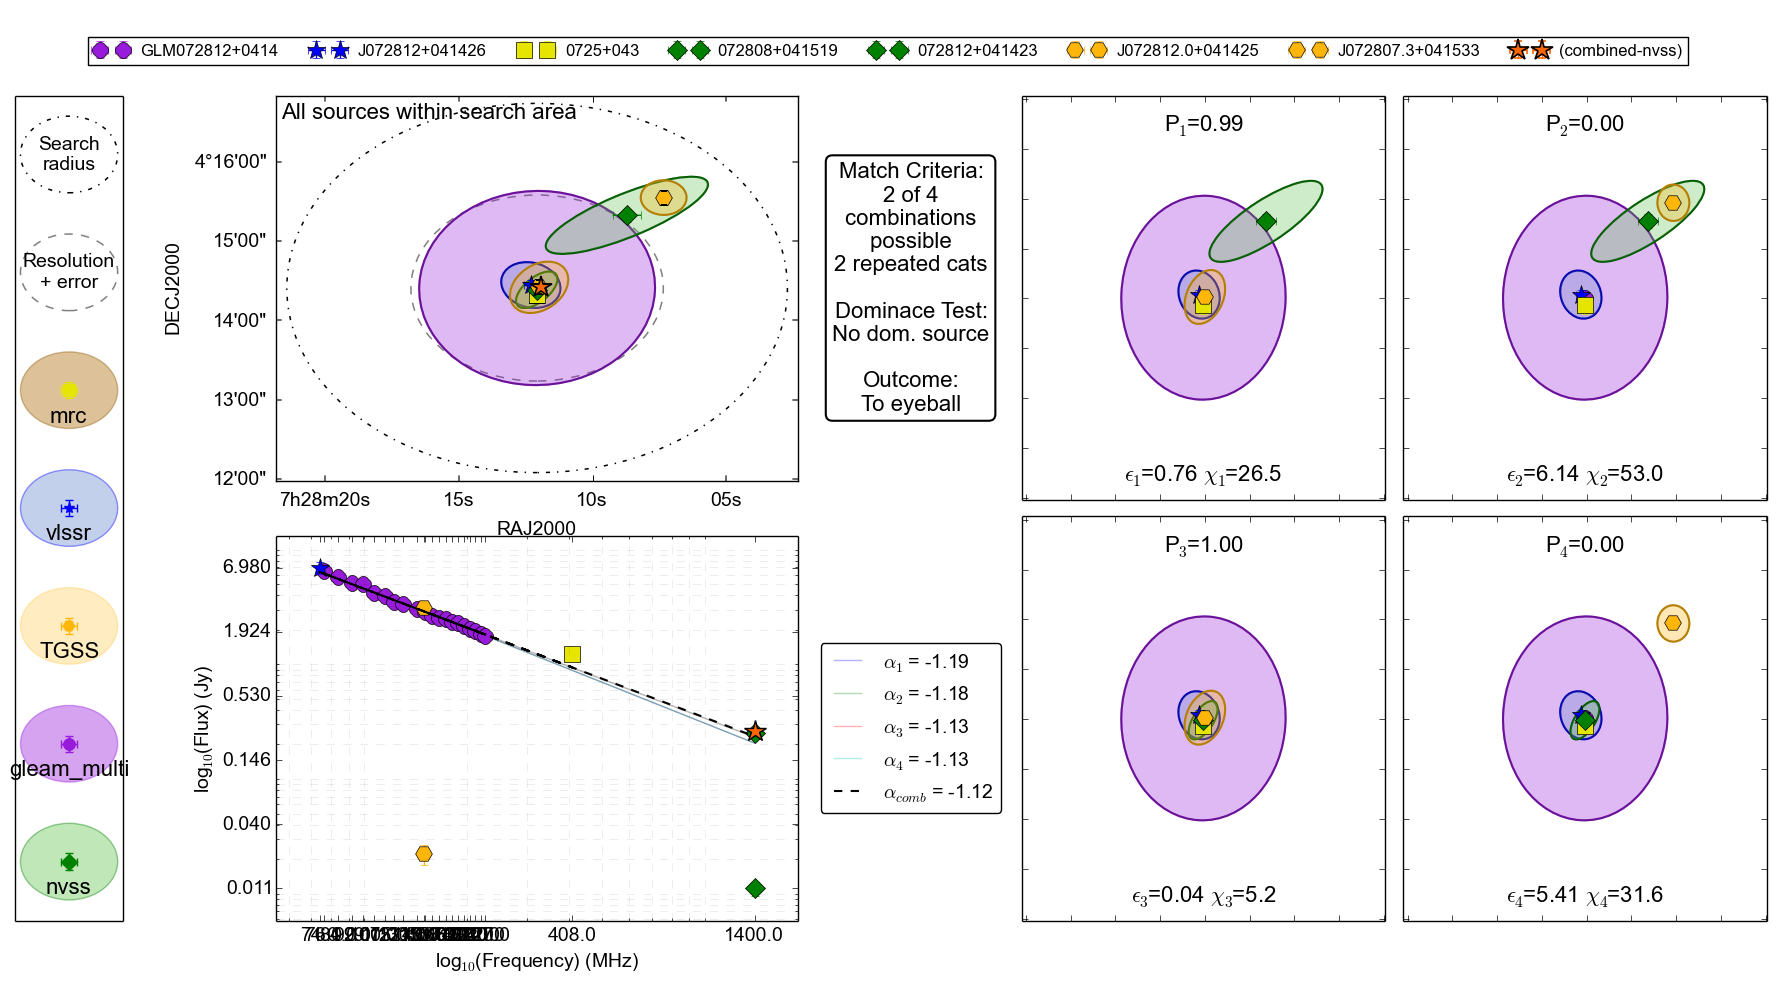 GLM072812+0414 J072812+041426 0725+043 072808+041519 072812+041423 J072812.0+041425 J072807.3+041533 (combined-nvss)
Search
radius
Resolution
+ error
mrc
vlssr
TGSS
gleam_multi
nvss
All sources within search area
4°16'00"
15'00"
14'00"
13'00"
12'00"
DECJ2000
7h28m20s 15s 10s 05s
RAJ2000
6.980
1.924
0.530
0.146
0.040
0.011
log10(Flux) (Jy)
408.0 1400.0
log10(Frequency) (MHz)
Match Criteria:
2 of 4
combinations
possible
2 repeated cats
Dominace Test:
No dom. source
Outcome:
To eyeball
α1 = -1.19
α2 = -1.18
α3 = -1.13
α4 = -1.13
αcomb = -1.12
P1=0.99
ϵ1=0.76 χ1=26.5
P2=0.00
ϵ2=6.14 χ2=53.0
P3=1.00
ϵ3=0.04 χ3=5.2
P4=0.00
ϵ4=5.41 χ4=31.6